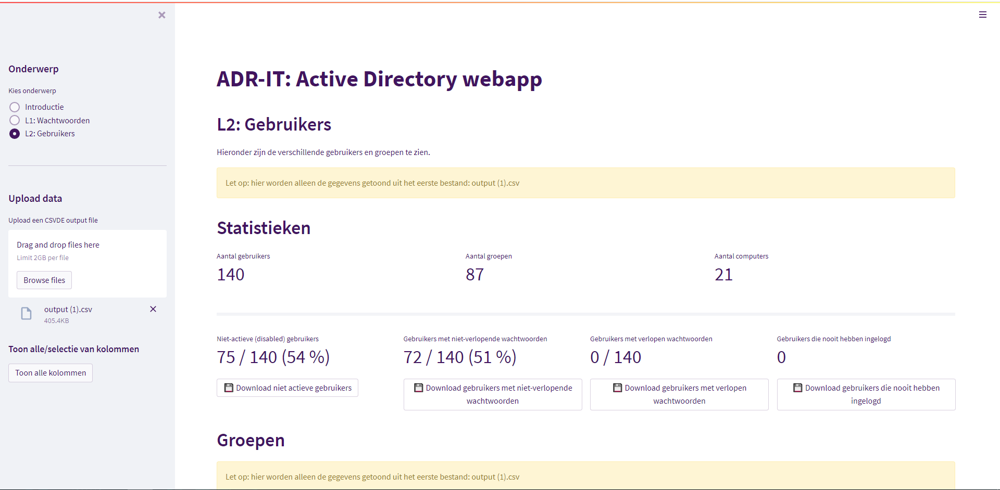 Onderwerp
Kies onderwerp
Introductie
L1: Wachtwoorden
L2: Gebruikers
Upload data
Upload een CSVDE output file
Drag and drop files here
Limit 2GB per file
Browse files
output (1).csv
405.4KB
Toon alle/selectie van kolommen
Toon alle kolommen
ADR-IT: Active Directory webapp
L2: Gebruikers
Hieronder zijn de verschillende gebruikers en groepen te zien.
Let op: hier worden alleen de gegevens getoond uit het eerste bestand: output (1).csv
Statistieken
Aantal gebruikers
140
Aantal groepen
87
Aantal computers
21
Niet-actieve (disabled) gebruikers
75 / 140 (54 %)
Download niet actieve gebruikers
Gebruikers met niet-verlopende wachtwoorden
72 / 140 (51 %)
Download gebruikers met niet-verlopende
wachtwoorden
Gebruikers met verlopen wachtwoorden
0 / 140
Download gebruikers met verlopen
wachtwoorden
Gebruikers die nooit hebben ingelogd
0
Download gebruikers die nooit hebben
ingelogd
Groepen
Let op: hier worden alleen de gegevens getoond uit het eerste bestand: output (1).csv